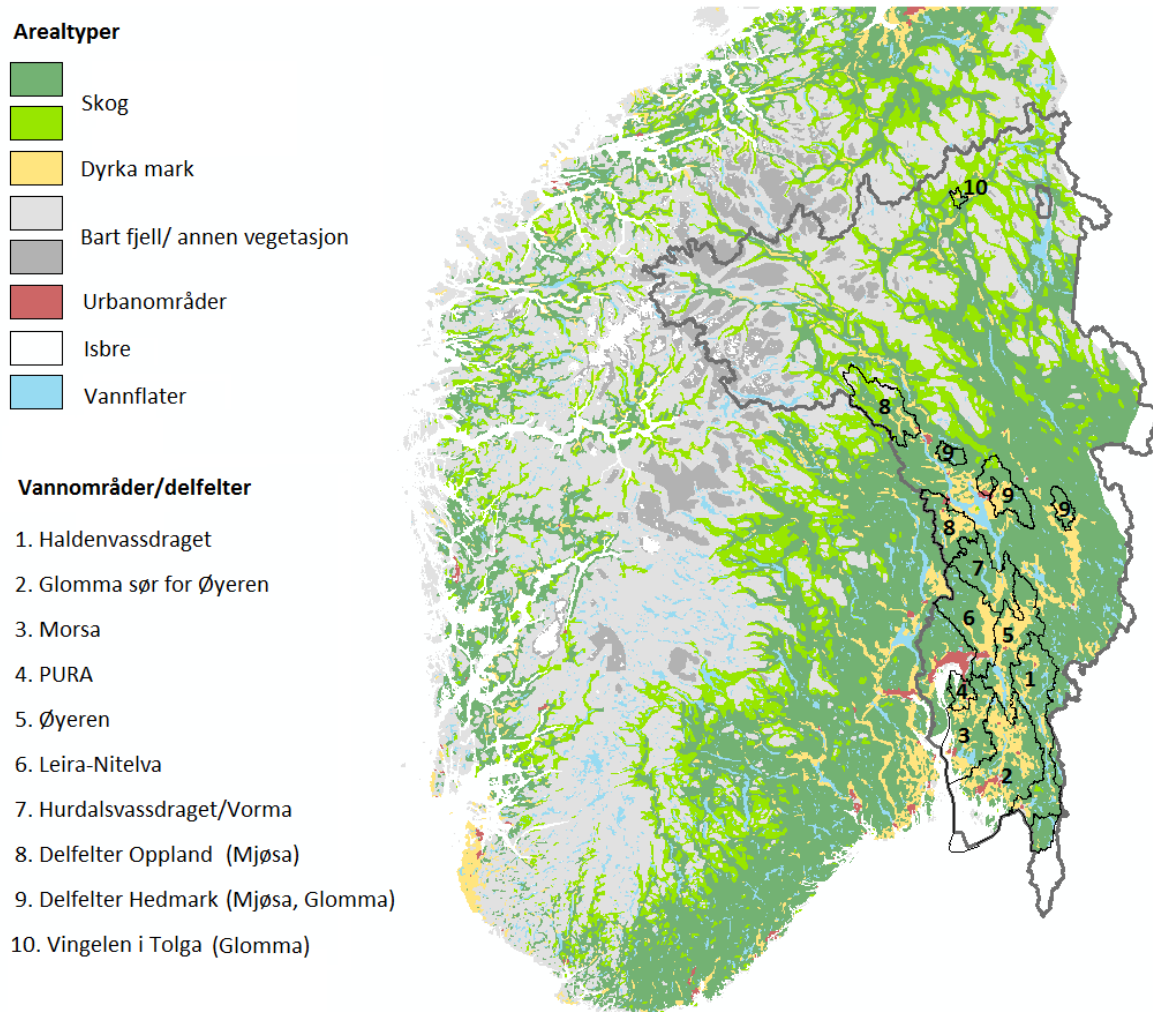 Arealtyper
Skog
Dyrka mark
Bart fjell/ annen vegetasjon
Urbanområder
Isbre
Vannflater
Vannområder/delfelter
1. Haldenvassdraget
2. Glomma sør for Øyeren
3. Morsa
4. PURA
5. Øyeren
6. Leira-Nitelva
7. Hurdalsvassdraget/Vorma
8. Delfelter Oppland (Mjøsa)
9. Delfelter Hedmark (Mjøsa, Glomma)
10. Vingelen i Tolga (Glomma)
10
8
9
9
9
8
7
6
5
1
4
3
2